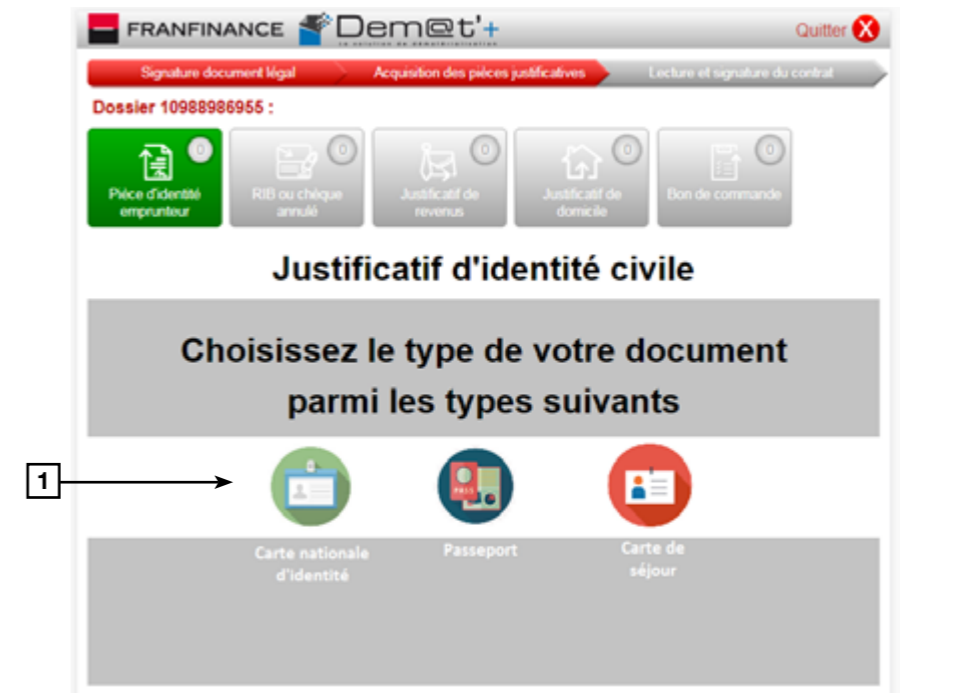 FRANFINANCE Dem@t'+
La solution de dématérialisation
Quitter X
Signature document légal
Acquisition des pièces justificatives
Lecture et signature du contrat
Dossier 10988986955 :
0
Pièce d'identité
emprunteur
0
RIB ou chèque
annulé
0
Justificatif de
revenus
0
Justificatif de
domicile
0
Bon de commande
Justificatif d'identité civile
Choisissez le type de votre document
parmi les types suivants
1
PASS
Carte nationale
d'identité
Passeport
Carte de
séjour